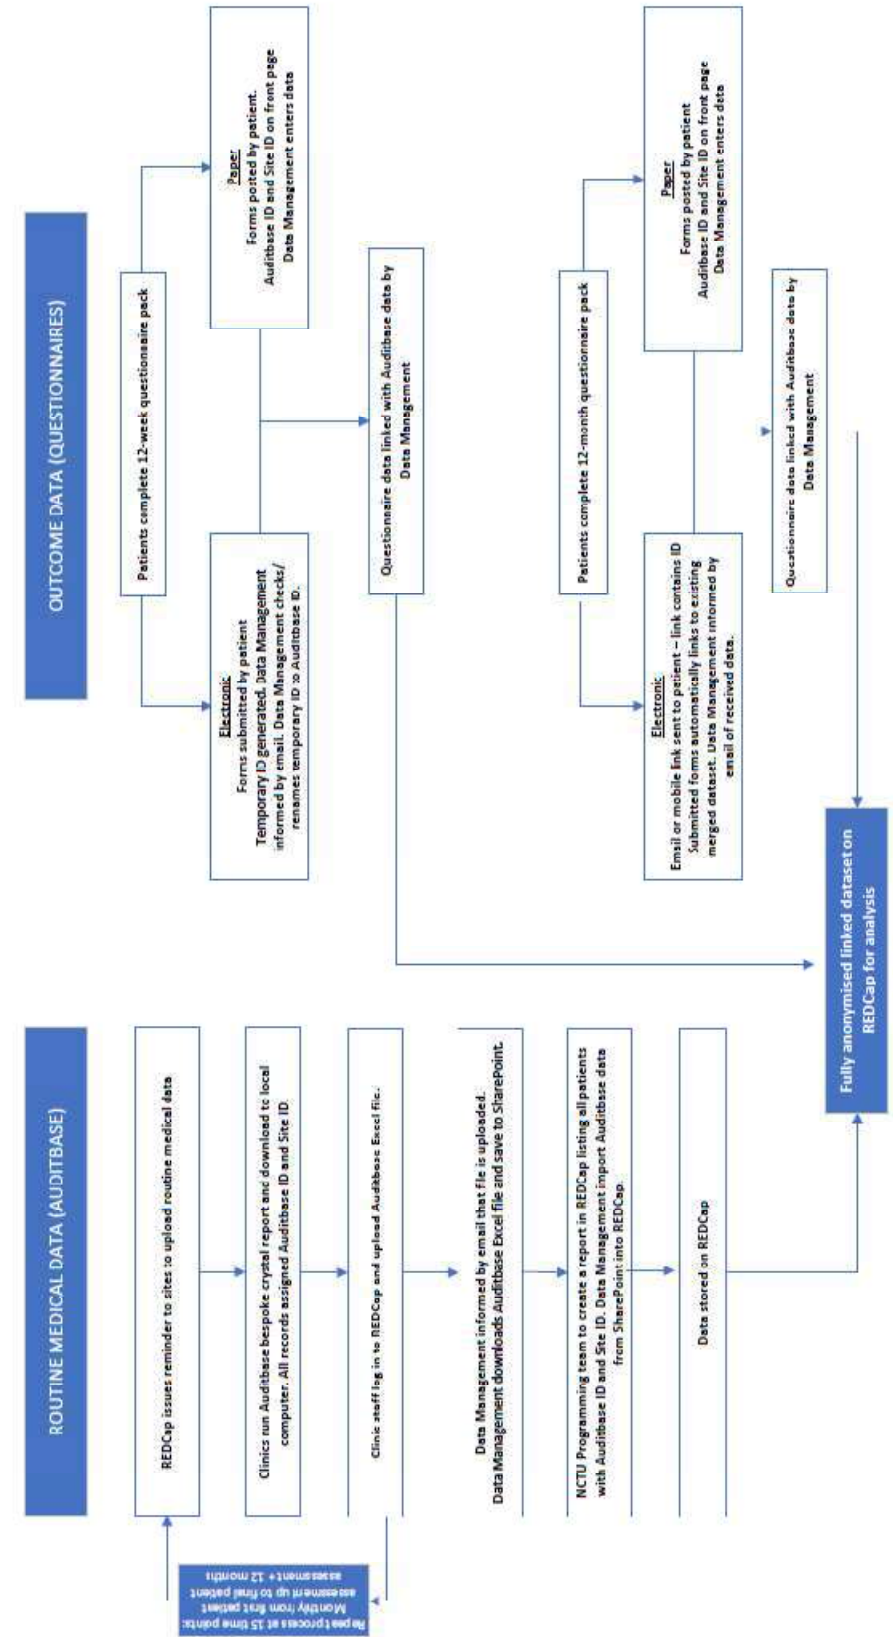 ROUTINE MEDICAL DATA (AUDITBASE)
REDCap issues reminder to sites to upload routine medical data
Clinics run Auditbase bespoke crystal report and download to local
computer. All records assigned Auditbase ID and Site ID.
Clinic staff log in to REDCap and upload Auditbase Excel file.
Repeat process at 15 time points:
Monthly from first patient
assessment up to final patient
assessment + 12 months
Data Management informed by email that file is uploaded.
Data Management downloads Auditbase Excel file and save to SharePoint.
NCTU Programming team to create a report in REDCap listing all patients
with Auditbase ID and Site ID. Data Management import Auditbase data
from SharePoint into REDCap.
Data stored on REDCap
OUTCOME DATA (QUESTIONNAIRES)
Patients complete 12-week questionnaire pack
Electronic
Forms submitted by patient
Temporary ID generated. Data Management
informed by email. Data Management checks/
renames temporary ID to Auditbase ID.
Paper
Forms posted by patient.
Auditbase ID and Site ID on front page
Data Management enters data
Questionnaire data linked with Auditbase data by
Data Management
Patients complete 12-month questionnaire pack
Electronic
Email or mobile link sent to patient – link contains ID
Submitted forms automatically links to existing
merged dataset. Data Management informed by
email of received data.
Paper
Forms posted by patient
Auditbase ID and Site ID on front page
Data Management enters data
Questionnaire data linked with Auditbase data by
Data Management
Fully anonymised linked dataset on
REDCap for analysis